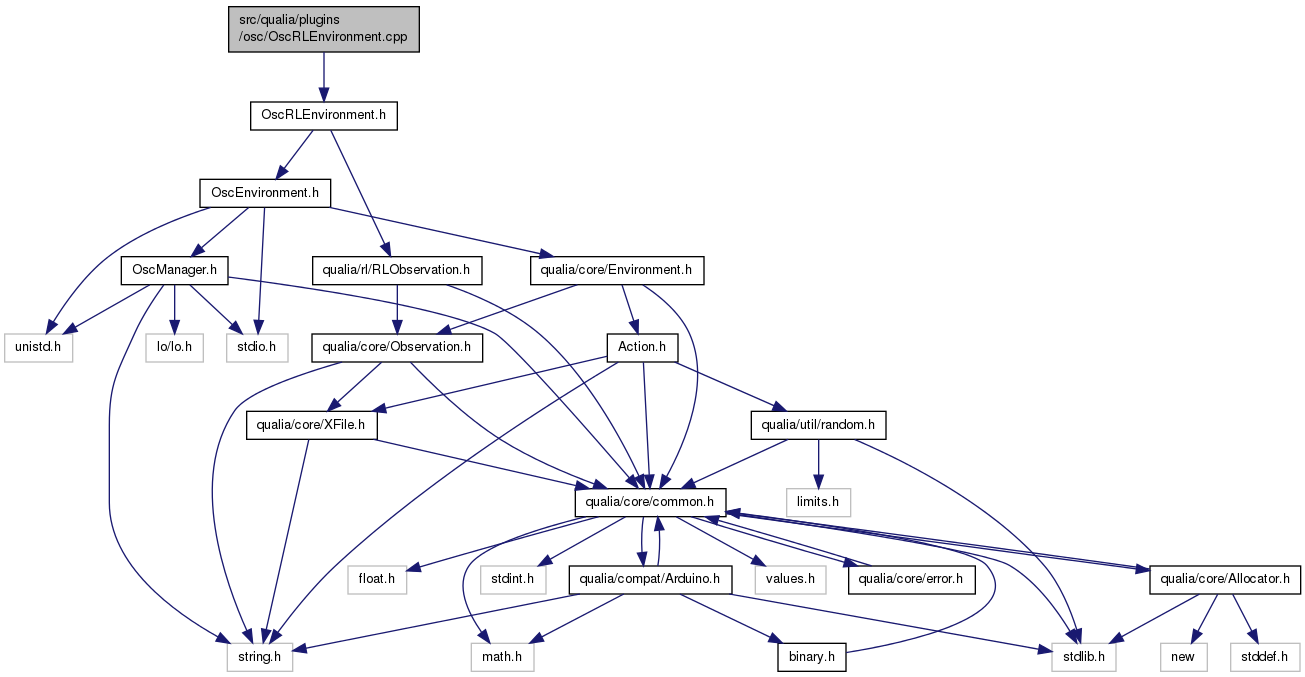 src/qualia/plugins
/osc/OscRLEnvironment.cpp
OscRLEnvironment.h
OscEnvironment.h
OscManager.h
qualia/rl/RLObservation.h
qualia/core/Environment.h
unistd.h
lo/lo.h
stdio.h
qualia/core/Observation.h
Action.h
qualia/core/XFile.h
qualia/util/random.h
qualia/core/common.h
limits.h
float.h
stdint.h
qualia/compat/Arduino.h
values.h
qualia/core/error.h
qualia/core/Allocator.h
string.h
math.h
binary.h
stdlib.h
new
stddef.h